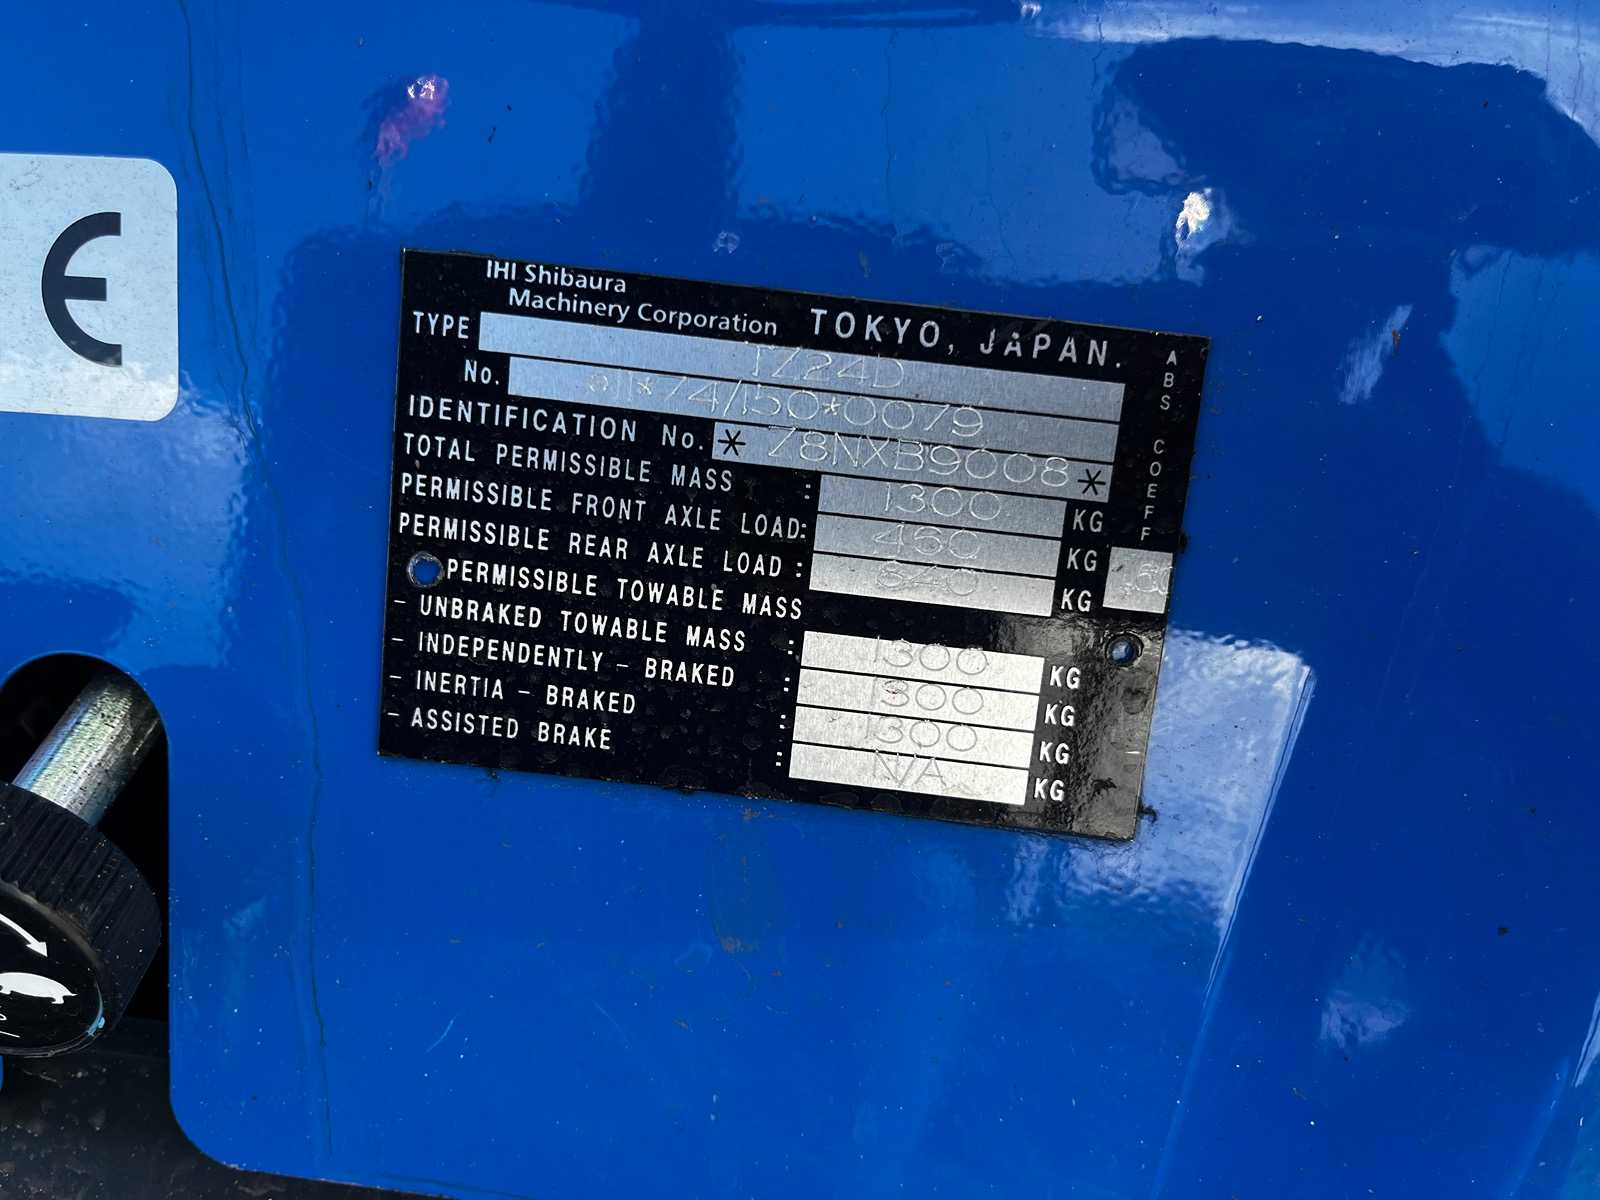 CE
IHI Shibaura
Machinery Corporation TOKYO, JAPAN.
TYPE TZ24D
No. e11*74/150*0079
IDENTIFICATION No. * Z8NXB9008 *
TOTAL PERMISSIBLE MASS : 1300 KG
PERMISSIBLE FRONT AXLE LOAD: 460 KG
PERMISSIBLE REAR AXLE LOAD : 840 KG
PERMISSIBLE TOWABLE MASS
- UNBRAKED TOWABLE MASS : 1300 KG
- INDEPENDENTLY - BRAKED : 1300 KG
- INERTIA - BRAKED : 1300 KG
- ASSISTED BRAKE : N/A KG
ABS COEFF